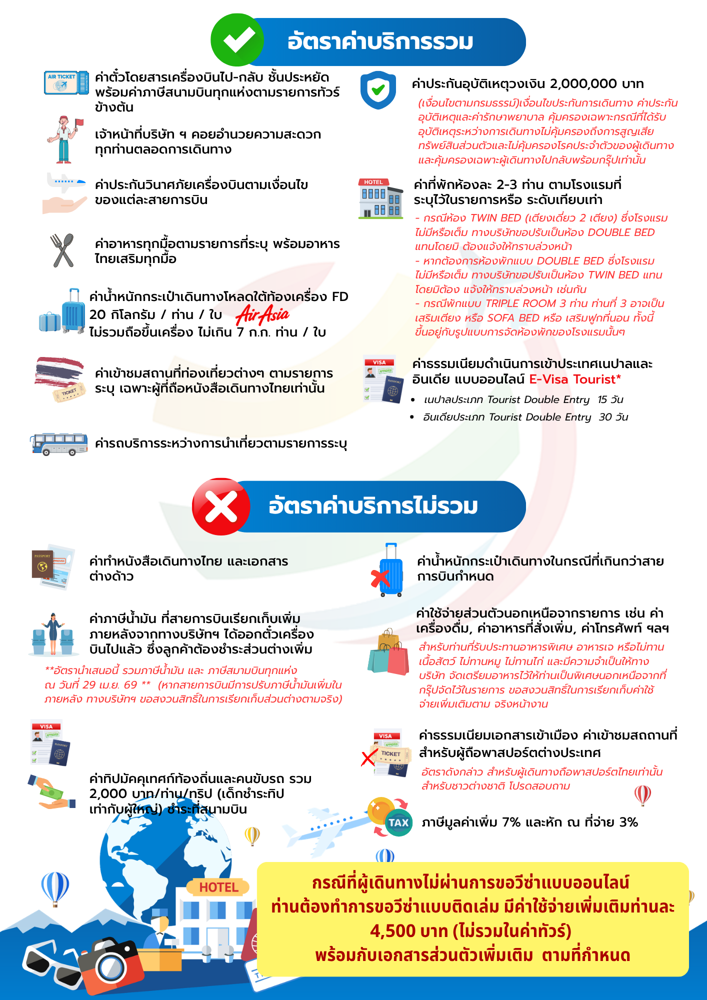 อัตราค่าบริการรวม
AIR TICKET
ค่าตั๋วโดยสารเครื่องบินไป-กลับ ชั้นประหยัด
พร้อมค่าภาษีสนามบินทุกแห่งตามรายการทัวร์
ข้างต้น
เจ้าหน้าที่บริษัท ฯ คอยอำนวยความสะดวก
ทุกท่านตลอดการเดินทาง
ค่าประกันวินาศภัยเครื่องบินตามเงื่อนไข
ของแต่ละสายการบิน
ค่าอาหารทุกมื้อตามรายการที่ระบุ พร้อมอาหาร
ไทยเสริมทุกมื้อ
ค่าน้ำหนักกระเป๋าเดินทางโหลดใต้ท้องเครื่อง FD
20 กิโลกรัม / ท่าน / ใบ AirAsia
ไม่รวมถือขึ้นเครื่อง ไม่เกิน 7 ก.ก. ท่าน / ใบ
TICKET
ค่าเข้าชมสถานที่ท่องเที่ยวต่างๆ ตามรายการ
ระบุ เฉพาะผู้ที่ถือหนังสือเดินทางไทยเท่านั้น
ค่ารถบริการระหว่างการนำเที่ยวตามรายการระบุ
ค่าประกันอุบัติเหตุวงเงิน 2,000,000 บาท
(เงื่อนไขตามกรมธรรม์)เงื่อนไขประกันการเดินทาง ค่าประกัน
อุบัติเหตุและค่ารักษาพยาบาล คุ้มครองเฉพาะกรณีที่ได้รับ
อุบัติเหตุระหว่างการเดินทางไม่คุ้มครองถึงการสูญเสีย
ทรัพย์สินส่วนตัวและไม่คุ้มครองโรคประจำตัวของผู้เดินทาง
และคุ้มครองเฉพาะผู้เดินทางไปกลับพร้อมกรุ๊ปเท่านั้น
HOTEL
ค่าที่พักห้องละ 2-3 ท่าน ตามโรงแรมที่
ระบุไว้ในรายการหรือ ระดับเทียบเท่า
- กรณีห้อง TWIN BED (เตียงเดี่ยว 2 เตียง) ซึ่งโรงแรม
ไม่มีหรือเต็ม ทางบริษัทขอปรับเป็นห้อง DOUBLE BED
แทนโดยมิ ต้องแจ้งให้ทราบล่วงหน้า
- หากต้องการห้องพักแบบ DOUBLE BED ซึ่งโรงแรม
ไม่มีหรือเต็ม ทางบริษัทขอปรับเป็นห้อง TWIN BED แทน
โดยมิต้อง แจ้งให้ทราบล่วงหน้า เช่นกัน
- กรณีพักแบบ TRIPLE ROOM 3 ท่าน ท่านที่ 3 อาจเป็น
เสริมเตียง หรือ SOFA BED หรือ เสริมฟูกที่นอน ทั้งนี้
ขึ้นอยู่กับรูปแบบการจัดห้องพักของโรงแรมนั้นๆ
VISA
APPROVED
PASSPORT
ค่าธรรมเนียมดำเนินการเข้าประเทศเนปาลและ
อินเดีย แบบออนไลน์ E-Visa Tourist*
• เนปาลประเภท Tourist Double Entry 15 วัน
• อินเดียประเภท Tourist Double Entry 30 วัน
อัตราค่าบริการไม่รวม
PASSPORT
APPROVED
ค่าทำหนังสือเดินทางไทย และเอกสาร
ต่างด้าว
ค่าภาษีน้ำมัน ที่สายการบินเรียกเก็บเพิ่ม
ภายหลังจากทางบริษัทฯ ได้ออกตั๋วเครื่อง
บินไปแล้ว ซึ่งลูกค้าต้องชำระส่วนต่างเพิ่ม
**อัตรานำเสนอนี้ รวมภาษีน้ำมัน และ ภาษีสมามบินทุกแห่ง
ณ วันที่ 29 เม.ย. 69 ** (หากสายการบินมีการปรับภาษีน้ำมันเพิ่มใน
ภายหลัง ทางบริษัทฯ ขอสงวนสิทธิ์ในการเรียกเก็บส่วนต่างตามจริง)
VISA
APPROVED
PASSPORT
ค่าทิปมัคคุเทศก์ท้องถิ่นและคนขับรถ รวม
2,000 บาท/ท่าน/ทริป (เด็กชำระทิป
เท่ากับผู้ใหญ่) ชำระที่สนามบิน
ค่าน้ำหนักกระเป๋าเดินทางในกรณีที่เกินกว่าสาย
การบินกำหนด
ค่าใช้จ่ายส่วนตัวนอกเหนือจากรายการ เช่น ค่า
เครื่องดื่ม, ค่าอาหารที่สั่งเพิ่ม, ค่าโทรศัพท์ ฯลฯ
สำหรับท่านที่รับประทานอาหารพิเศษ อาหารเจ หรือไม่ทาน
เนื้อสัตว์ ไม่ทานหมู ไม่ทานไก่ และมีความจำเป็นให้ทาง
บริษัท จัดเตรียมอาหารไว้ให้ท่านเป็นพิเศษนอกเหนือจากที่
กรุ๊ปจัดไว้ในรายการ ขอสงวนสิทธิ์ในการเรียกเก็บค่าใช้
จ่ายเพิ่มเติมตาม จริงหน้างาน
VISA
APPROVED
TICKET
ค่าธรรมเนียมเอกสารเข้าเมือง ค่าเข้าชมสถถานที่
สำหรับผู้ถือพาสปอร์ตต่างประเทศ
อัตราดังกล่าว สำหรับผู้เดินทางถือพาสปอร์ตไทยเท่านั้น
สำหรับชาวต่างชาติ โปรดสอบถาม
TAX
ภาษีมูลค่าเพิ่ม 7% และหัก ณ ที่จ่าย 3%
HOTEL
กรณีที่ผู้เดินทางไม่ผ่านการขอวีซ่าแบบออนไลน์
ท่านต้องทำการขอวีซ่าแบบติดเล่ม มีค่าใช้จ่ายเพิ่มเติมท่านละ
4,500 บาท (ไม่รวมในค่าทัวร์)
พร้อมกับเอกสารส่วนตัวเพิ่มเติม ตามที่กำหนด